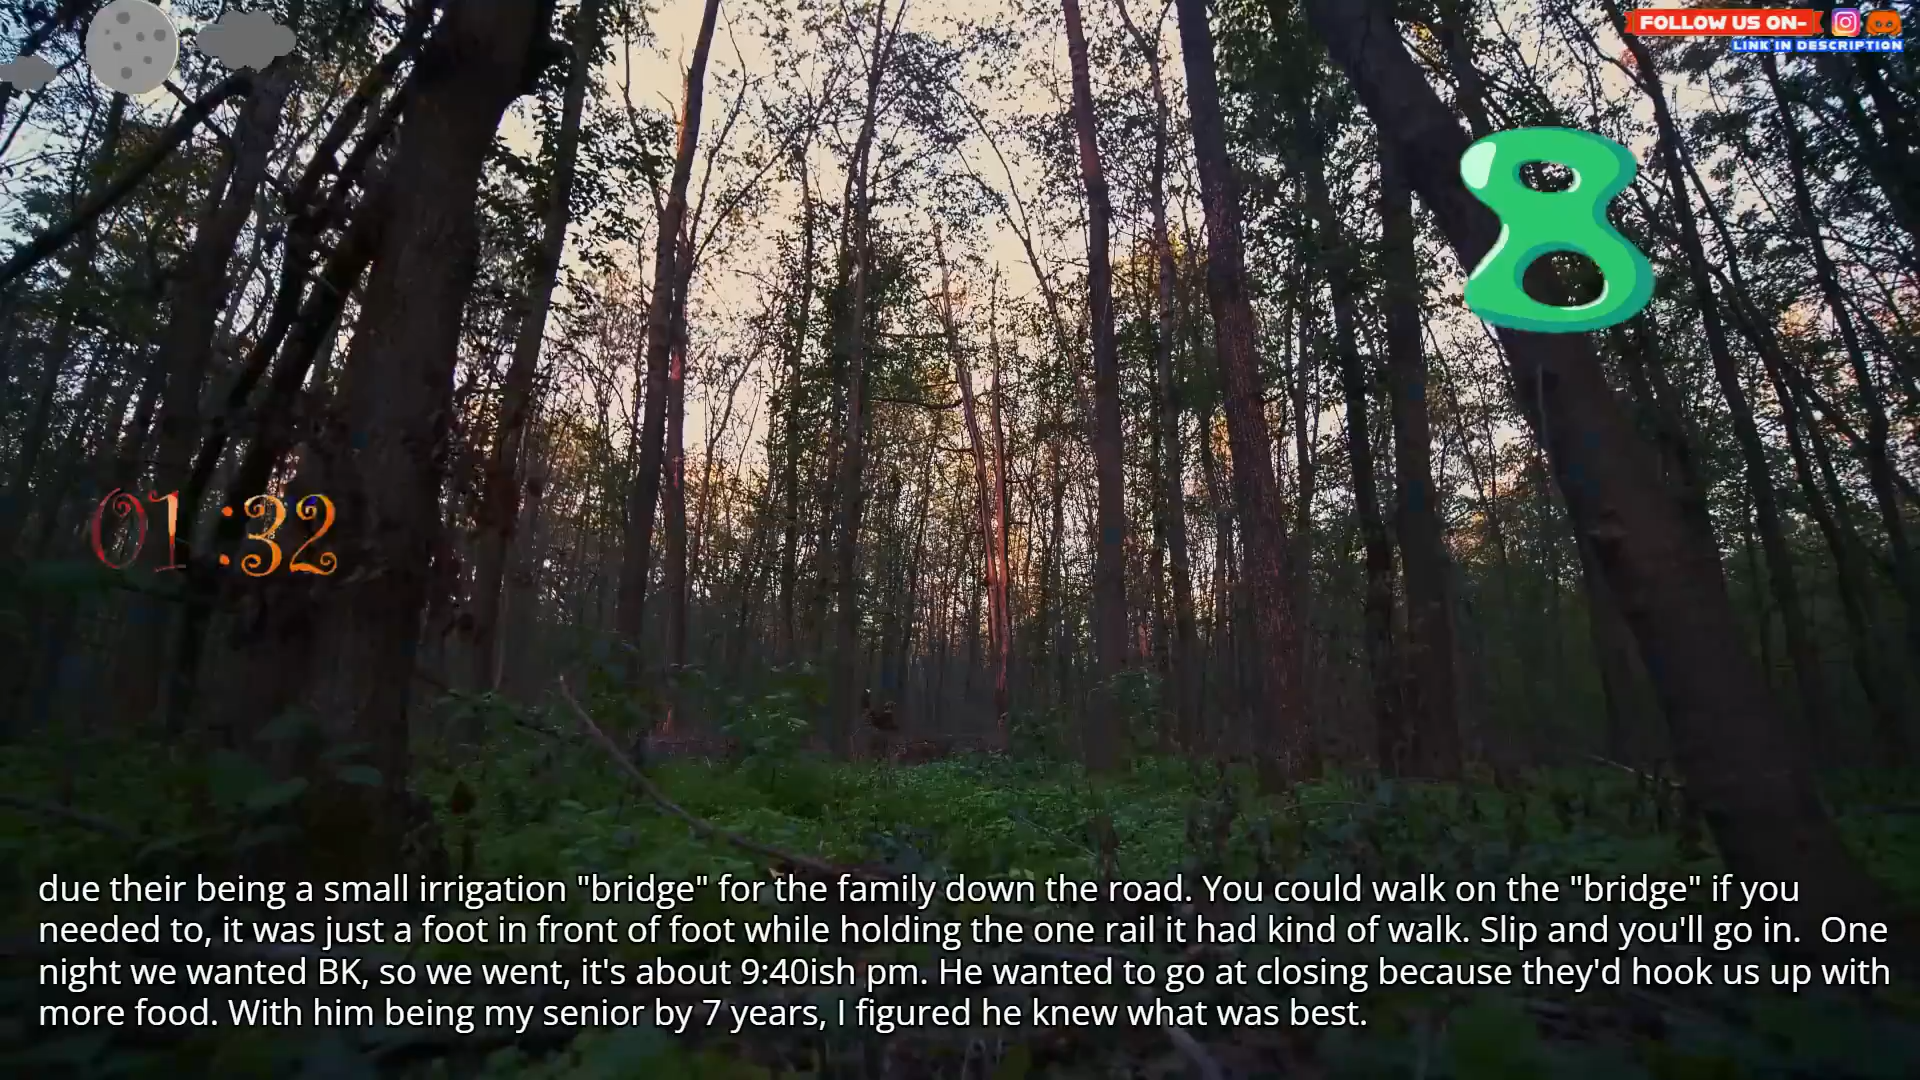 FOLLOW US ON-
LINK IN DESCRIPTION
8
01:32
due their being a small irrigation "bridge" for the family down the road. You could walk on the "bridge" if you
needed to, it was just a foot in front of foot while holding the one rail it had kind of walk. Slip and you'll go in.  One
night we wanted BK, so we went, it's about 9:40ish pm. He wanted to go at closing because they'd hook us up with
more food. With him being my senior by 7 years, I figured he knew what was best.